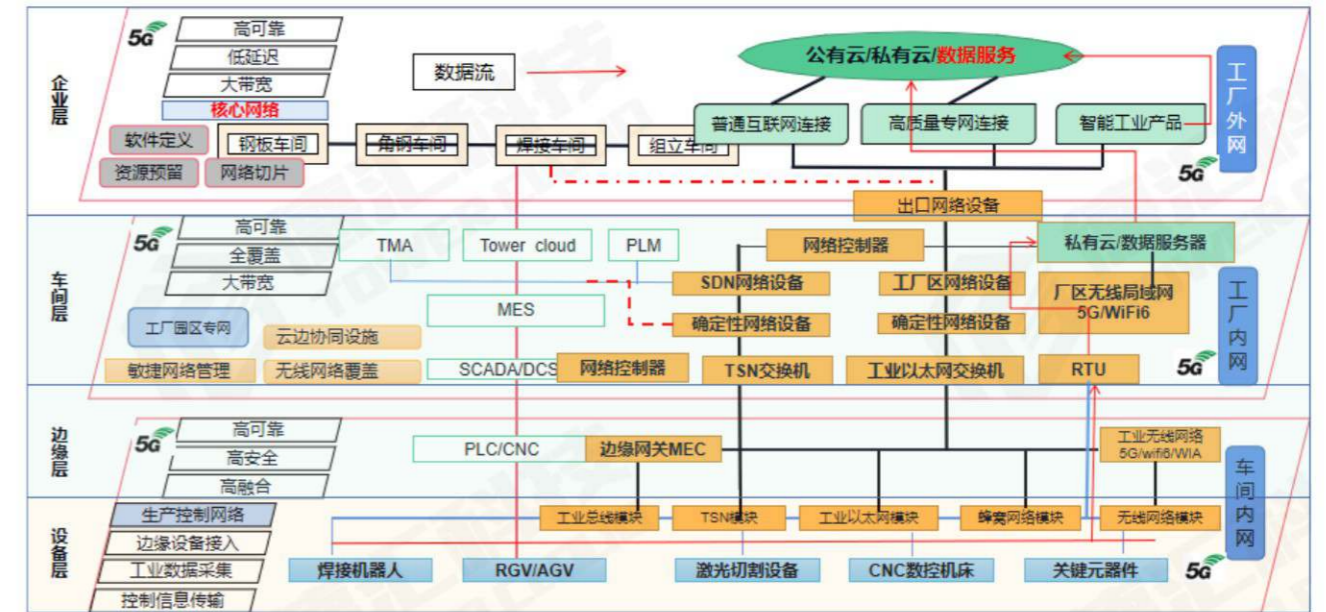 企业层
5G
高可靠
低延迟
大带宽
核心网络
软件定义
资源预留
网络切片
数据流
公有云/私有云/数据服务
普通互联网连接
高质量专网连接
智能工业产品
钢板车间
角钢车间
焊接车间
组立车间
出口网络设备
5G
工厂外网
车间层
5G
高可靠
全覆盖
大带宽
TMA
Tower cloud
PLM
网络控制器
私有云/数据服务器
SDN网络设备
工厂区网络设备
厂区无线局域网
5G/WiFi6
MES
工厂园区专网
云边协同设施
确定性网络设备
确定性网络设备
敏捷网络管理
无线网络覆盖
SCADA/DCS
网络控制器
TSN交换机
工业以太网交换机
RTU
5G
工厂内网
边缘层
5G
高可靠
高安全
高融合
PLC/CNC
边缘网关MEC
工业无线网络
5G/wifi6/WIA
车间内网
设备层
生产控制网络
边缘设备接入
工业数据采集
控制信息传输
工业总线模块
TSN模块
工业以太网模块
蜂窝网络模块
无线网络模块
焊接机器人
RGV/AGV
激光切割设备
CNC数控机床
关键元器件
5G